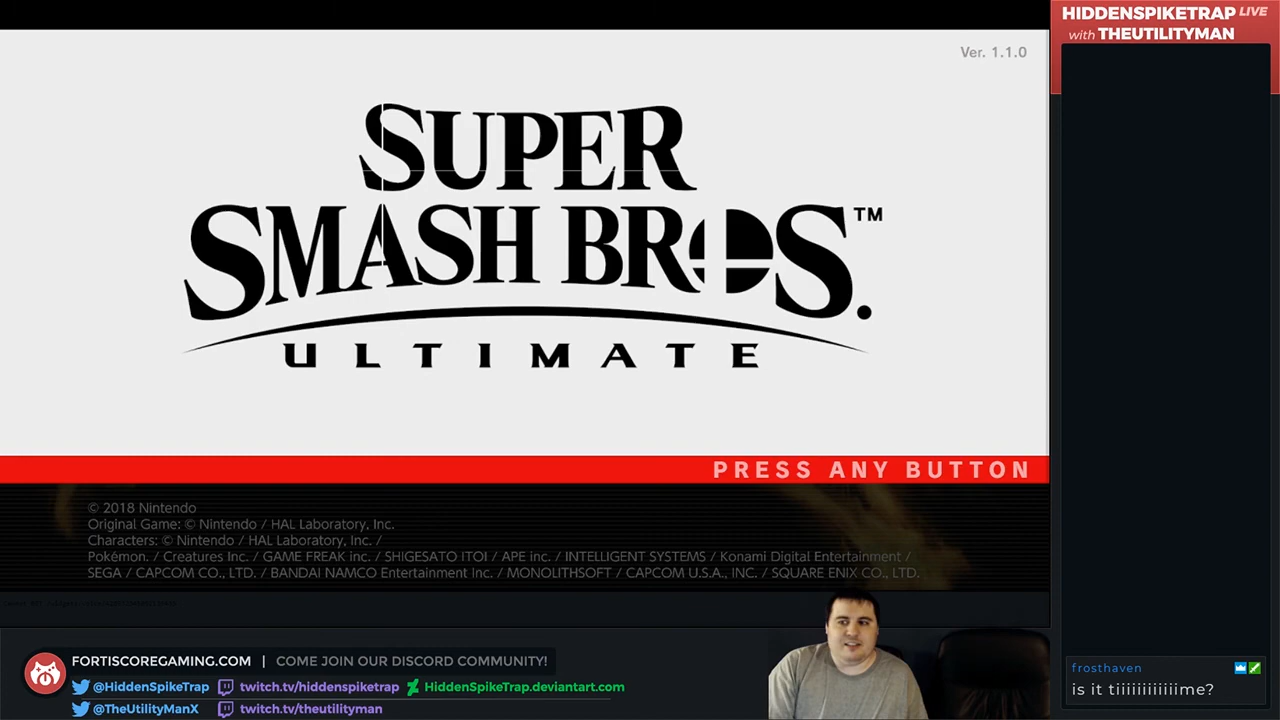 HIDDENSPIKETRAP LIVE
with THEUTILITYMAN
Ver. 1.1.0
SUPER
SMASH BROS.™
ULTIMATE
PRESS ANY BUTTON
© 2018 Nintendo
Original Game: © Nintendo / HAL Laboratory, Inc.
Characters: © Nintendo / HAL Laboratory, Inc. /
Pokémon. / Creatures Inc. / GAME FREAK inc. / SHIGESATO ITOI / APE inc. / INTELLIGENT SYSTEMS / Konami Digital Entertainment /
SEGA / CAPCOM CO., LTD. / BANDAI NAMCO Entertainment Inc. / MONOLITHSOFT / CAPCOM U.S.A., INC. / SQUARE ENIX CO., LTD.
FORTISCOREGAMING.COM | COME JOIN OUR DISCORD COMMUNITY!
@HiddenSpikeTrap twitch.tv/hiddenspiketrap HiddenSpikeTrap.deviantart.com
@TheUtilityManX twitch.tv/theutilityman
frosthaven
is it tiiiiiiiiiiiime?